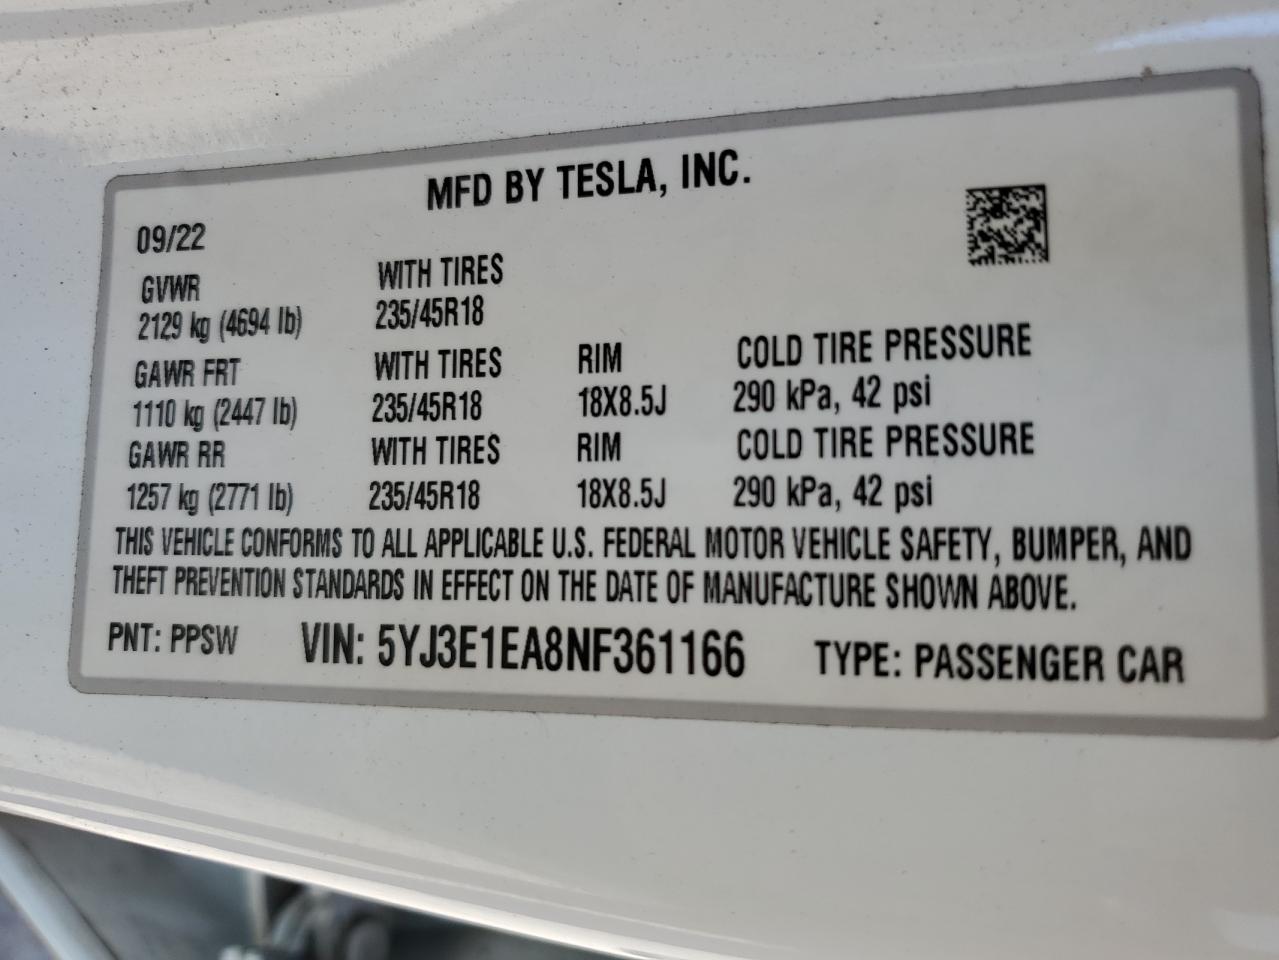 MFD BY TESLA, INC.
09/22
GVWR WITH TIRES
2129 kg (4694 lb) 235/45R18
GAWR FRT WITH TIRES RIM COLD TIRE PRESSURE
1110 kg (2447 lb) 235/45R18 18X8.5J 290 kPa, 42 psi
GAWR RR WITH TIRES RIM COLD TIRE PRESSURE
1257 kg (2771 lb) 235/45R18 18X8.5J 290 kPa, 42 psi
THIS VEHICLE CONFORMS TO ALL APPLICABLE U.S. FEDERAL MOTOR VEHICLE SAFETY, BUMPER, AND
THEFT PREVENTION STANDARDS IN EFFECT ON THE DATE OF MANUFACTURE SHOWN ABOVE.
PNT: PPSW VIN: 5YJ3E1EA8NF361166 TYPE: PASSENGER CAR